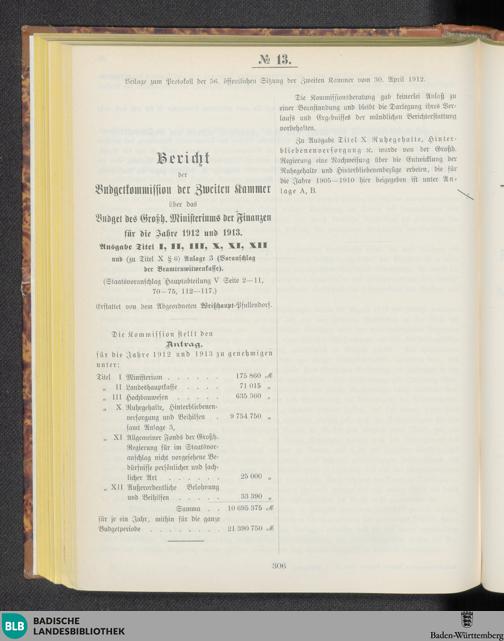 № 13.
Beilage zum Protokoll der 56. öffentlichen Sitzung der Zweiten Kammer vom 30. April 1912.
Bericht
der
Budgetkommission der Zweiten Kammer
über das
Budget des Großh. Ministeriums der Finanzen
für die Jahre 1912 und 1913.
Ausgabe Titel I, II, III, X, XI, XII
und (zu Titel X § 6) Anlage 3 (Voranschlag
der Beamtenwitwenkasse).
(Staatsvoranschlag Hauptabteilung V Seite 2—11,
70—75, 112—117.)
Erstattet von dem Abgeordneten Weißhaupt-Pfullendorf.
Die Kommission stellt den
Antrag,
für die Jahre 1912 und 1913 zu genehmigen
unter:
Titel I Ministerium . . . . . . 175 860 ℳ
„ II Landeshauptkasse . . . . 71 015 „
„ III Hochbauwesen . . . . . 635 360 „
„ X Ruhegehalte, Hinterbliebenen-
versorgung und Beihilfen . 9 754 750 „
samt Anlage 3,
„ XI Allgemeiner Fonds der Großh.
Regierung für im Staatsvor-
anschlag nicht vorgesehene Be-
dürfnisse persönlicher und sach-
licher Art . . . . . . 25 000 „
„ XII Außerordentliche Belohnung
und Beihilfen . . . . . 33 390 „
Summa . . 10 695 375 ℳ
für je ein Jahr, mithin für die ganze
Budgetperiode . . . . . . . . 21 390 750 ℳ
Die Kommissionsberatung gab keinerlei Anlaß zu
einer Beanstandung und bleibt die Darlegung ihres Ver-
laufs und Ergebnisses der mündlichen Berichterstattung
vorbehalten.
Zu Ausgabe Titel X Ruhegehalte, Hinter-
bliebenenversorgung ꝛc. wurde von der Großh.
Regierung eine Nachweisung über die Entwicklung der
Ruhegehalte und Hinterbliebenenbezüge erbeten, die für
die Jahre 1905—1910 hier beigegeben ist unter An-
lage A, B.
306
BLB
BADISCHE
LANDESBIBLIOTHEK
Baden-Württemberg